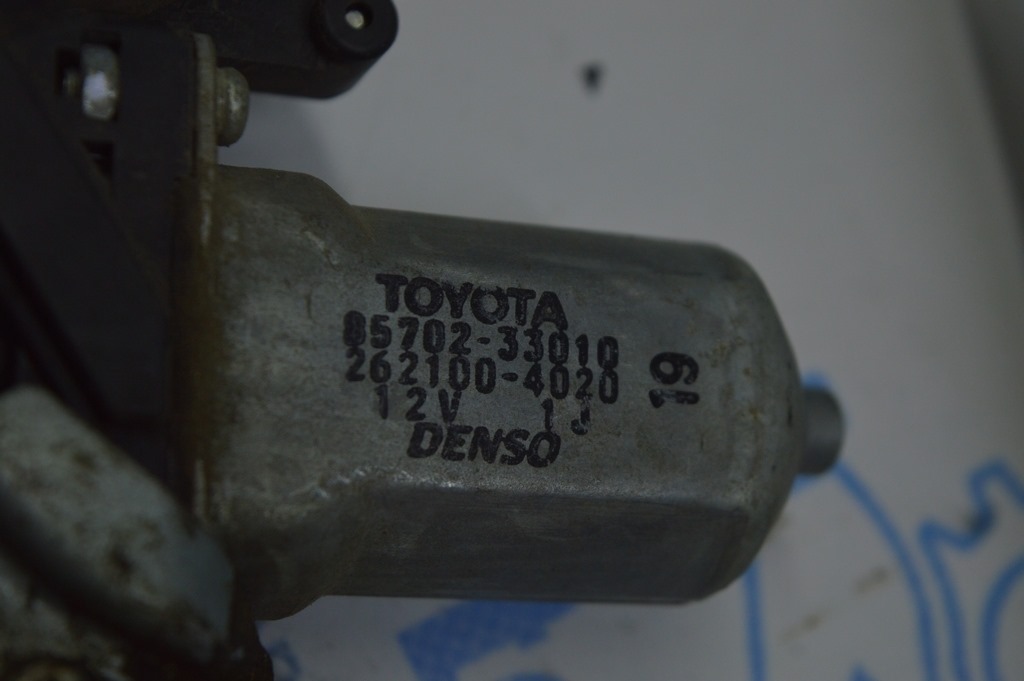 TOYOTA
85702-33010
262100-4020
12V 1J
DENSO
19